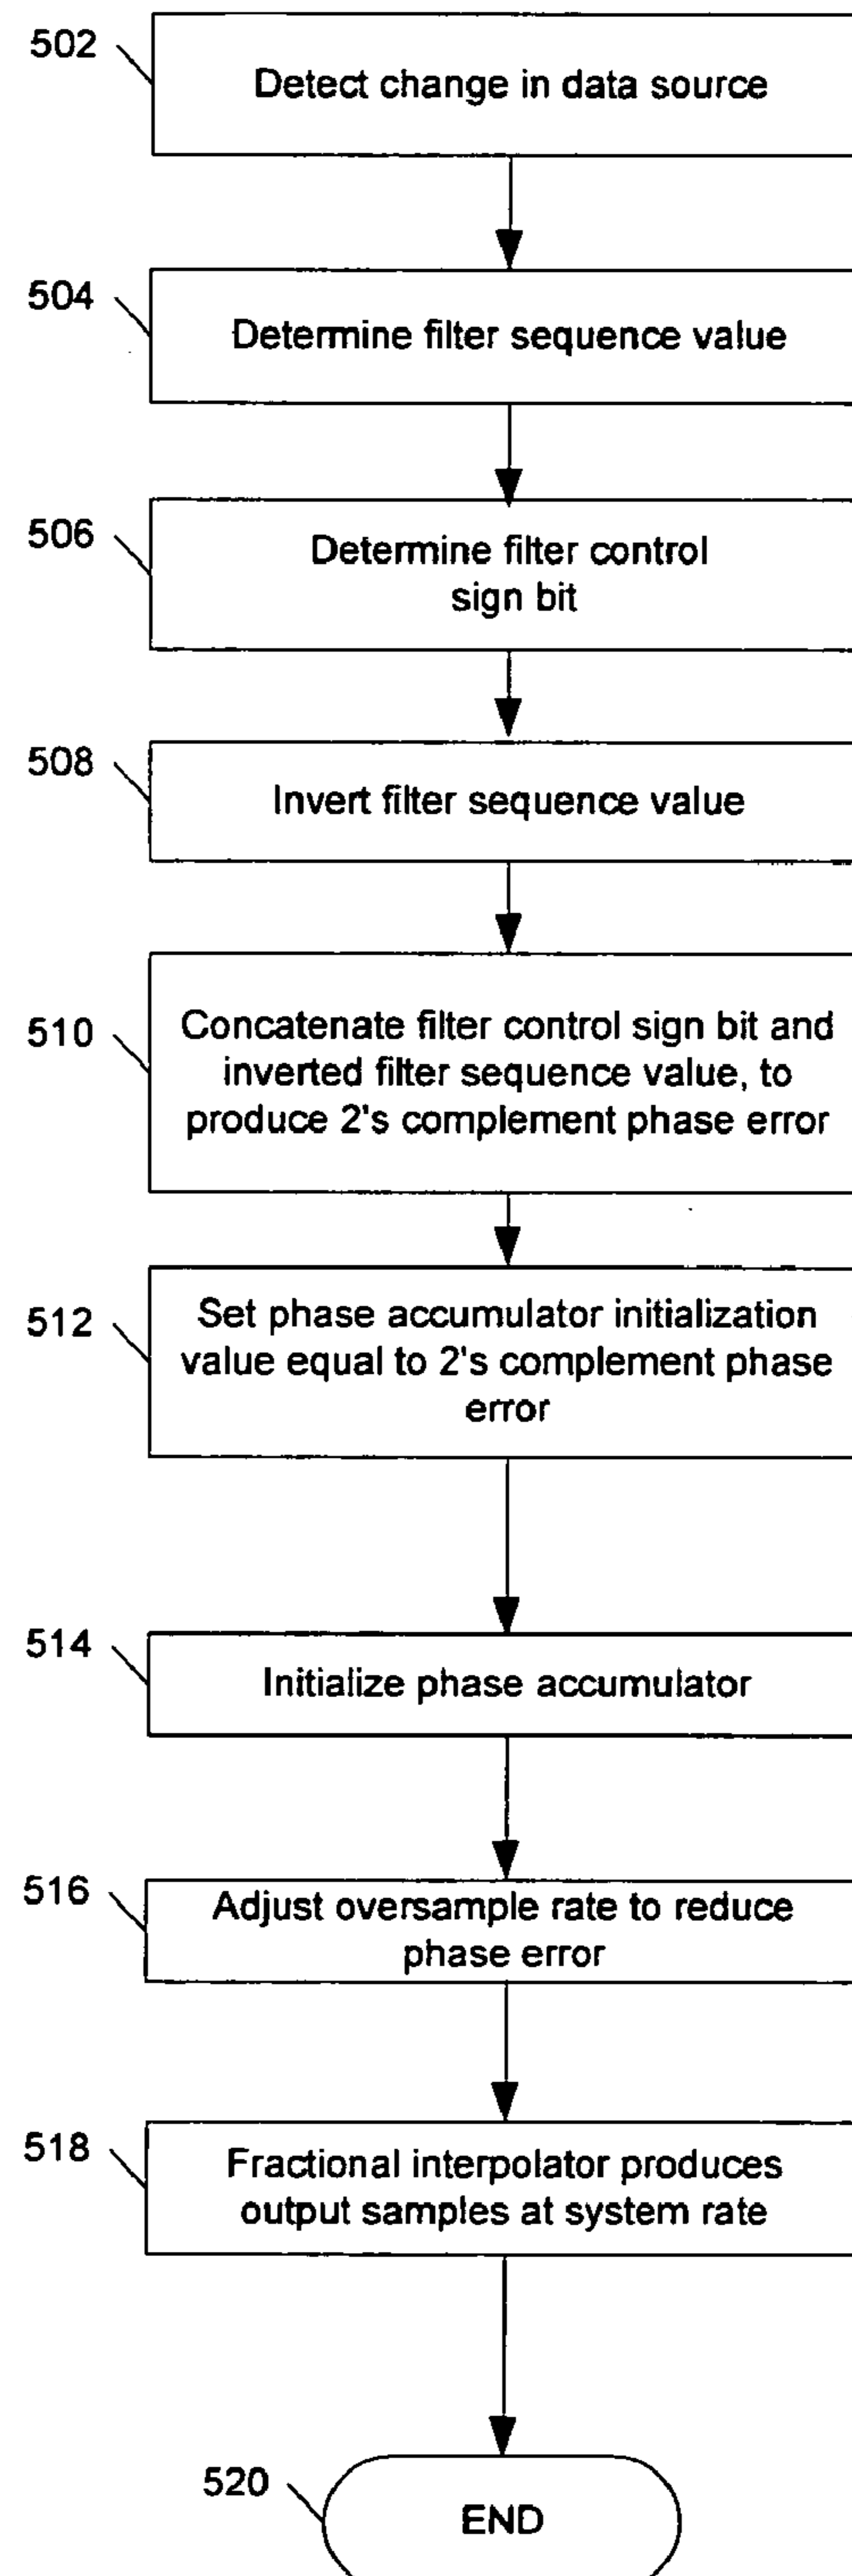 502
Detect change in data source
504
Determine filter sequence value
506
Determine filter control
sign bit
508
Invert filter sequence value
510
Concatenate filter control sign bit and
inverted filter sequence value, to
produce 2's complement phase error
512
Set phase accumulator initialization
value equal to 2's complement phase
error
514
Initialize phase accumulator
516
Adjust oversample rate to reduce
phase error
518
Fractional interpolator produces
output samples at system rate
520
END